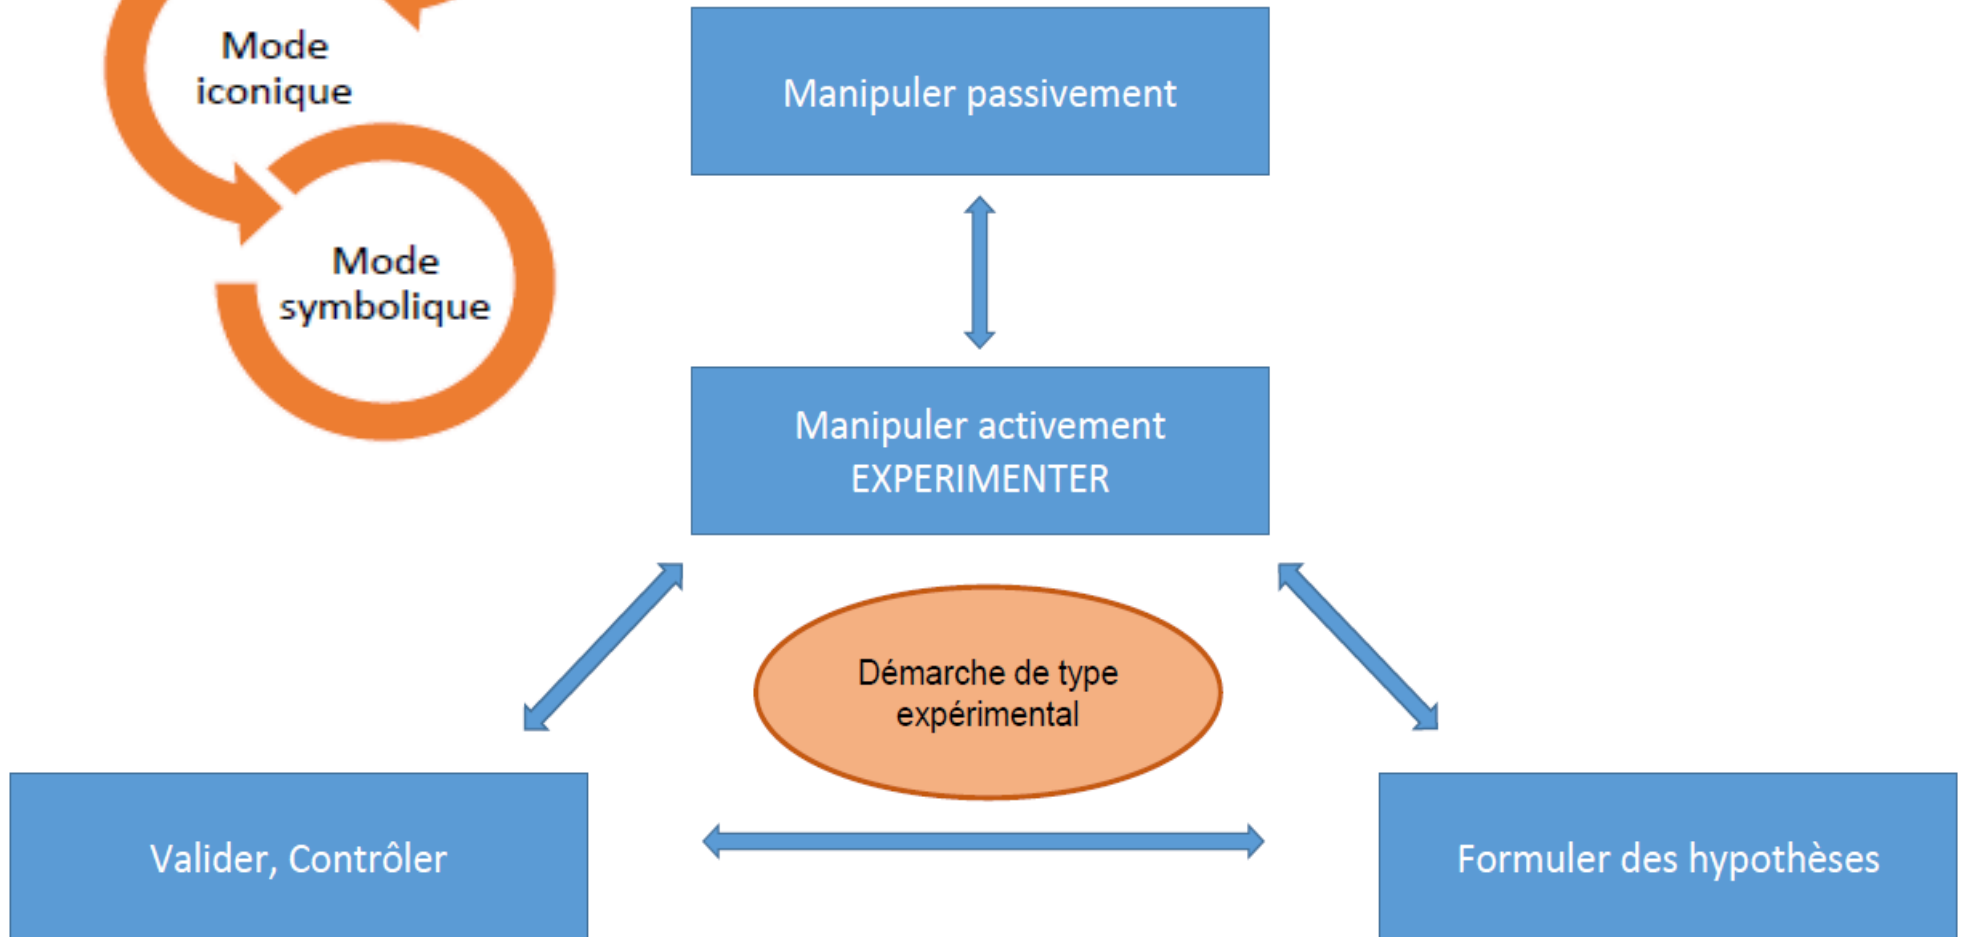 Mode
iconique
Mode
symbolique
Manipuler passivement
Manipuler activement
EXPERIMENTER
Démarche de type
expérimental
Valider, Contrôler
Formuler des hypothèses